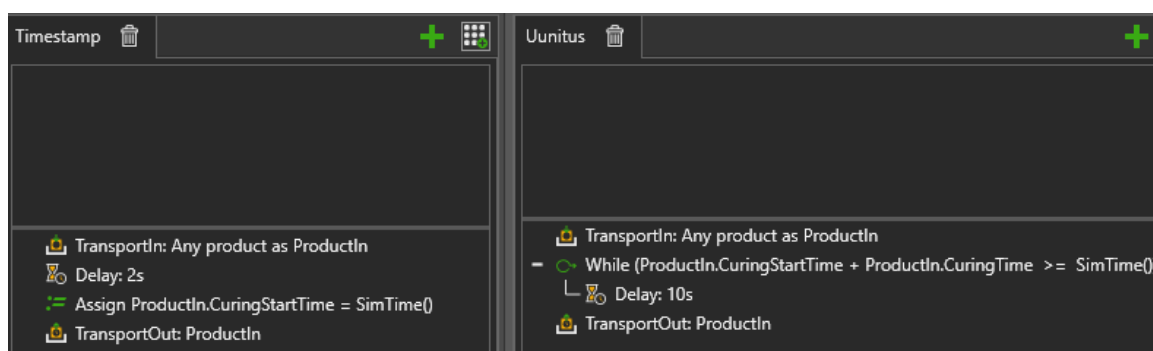 Timestamp
TransportIn: Any product as ProductIn
Delay: 2s
Assign ProductIn.CuringStartTime = SimTime()
TransportOut: ProductIn
Uunitus
TransportIn: Any product as ProductIn
While (ProductIn.CuringStartTime + ProductIn.CuringTime >= SimTime()
Delay: 10s
TransportOut: ProductIn